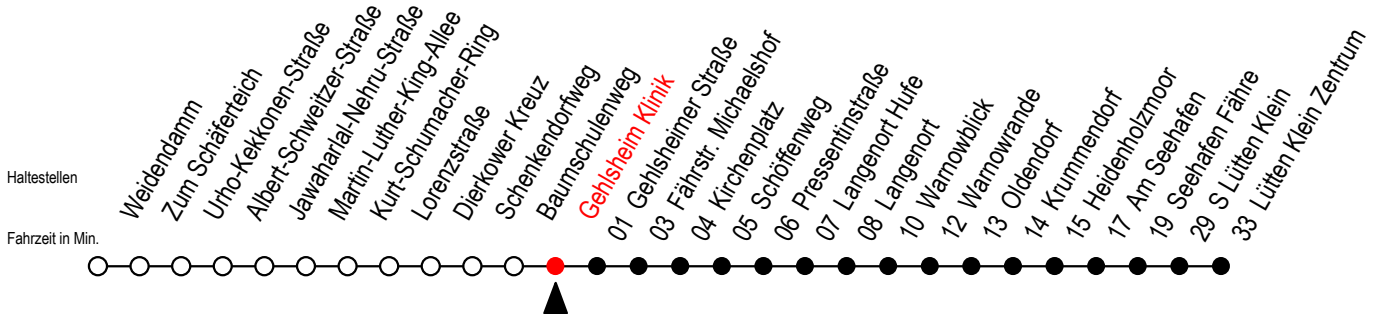 Haltestellen
Fahrzeit in Min.
Weidendamm
Zum Schäferteich
Urho-Kekkonen-Straße
Albert-Schweitzer-Straße
Jawaharlal-Nehru-Straße
Martin-Luther-King-Allee
Kurt-Schumacher-Ring
Lorenzstraße
Dierkower Kreuz
Schenkendorfweg
Baumschulenweg
Gehlsheim Klinik
01 Gehlsheimer Straße
03 Fährstr. Michaelshof
04 Kirchenplatz
05 Schöffenweg
06 Pressentinstraße
07 Langenort Hufe
08 Langenort
10 Warnowblick
12 Warnowrande
13 Oldendorf
14 Krummendorf
15 Heidenholzmoor
17 Am Seehafen
19 Seehafen Fähre
29 S Lütten Klein
33 Lütten Klein Zentrum